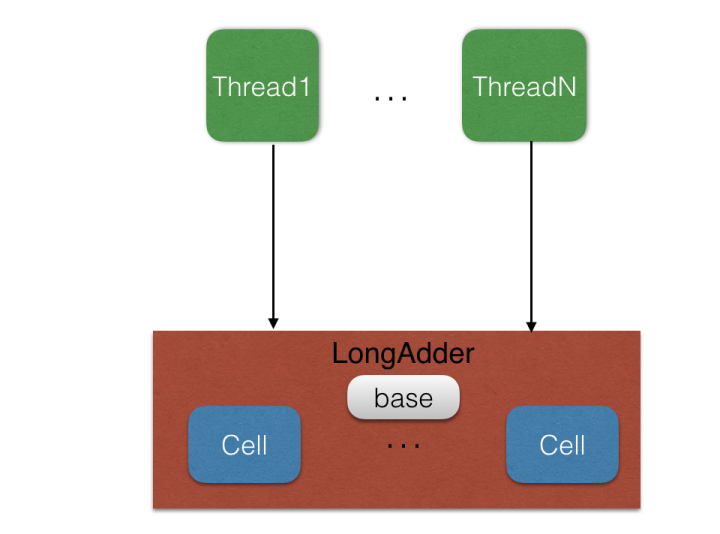 Thread1 ... ThreadN
LongAdder
base
...
Cell Cell